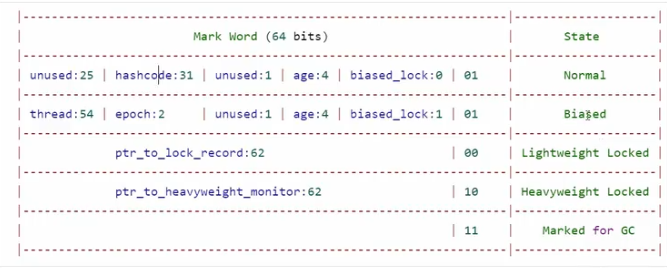 |--------------------------------------------------------------|--------------------|
| Mark Word (64 bits) | State |
|--------------------------------------------------------------|--------------------|
| unused:25 | hashcode:31 | unused:1 | age:4 | biased_lock:0 | 01 | Normal |
|--------------------------------------------------------------|--------------------|
| thread:54 | epoch:2 | unused:1 | age:4 | biased_lock:1 | 01 | Biased |
|--------------------------------------------------------------|--------------------|
| ptr_to_lock_record:62 | 00 | Lightweight Locked |
|--------------------------------------------------------------|--------------------|
| ptr_to_heavyweight_monitor:62 | 10 | Heavyweight Locked |
|--------------------------------------------------------------|--------------------|
| | 11 | Marked for GC |
|--------------------------------------------------------------|--------------------|